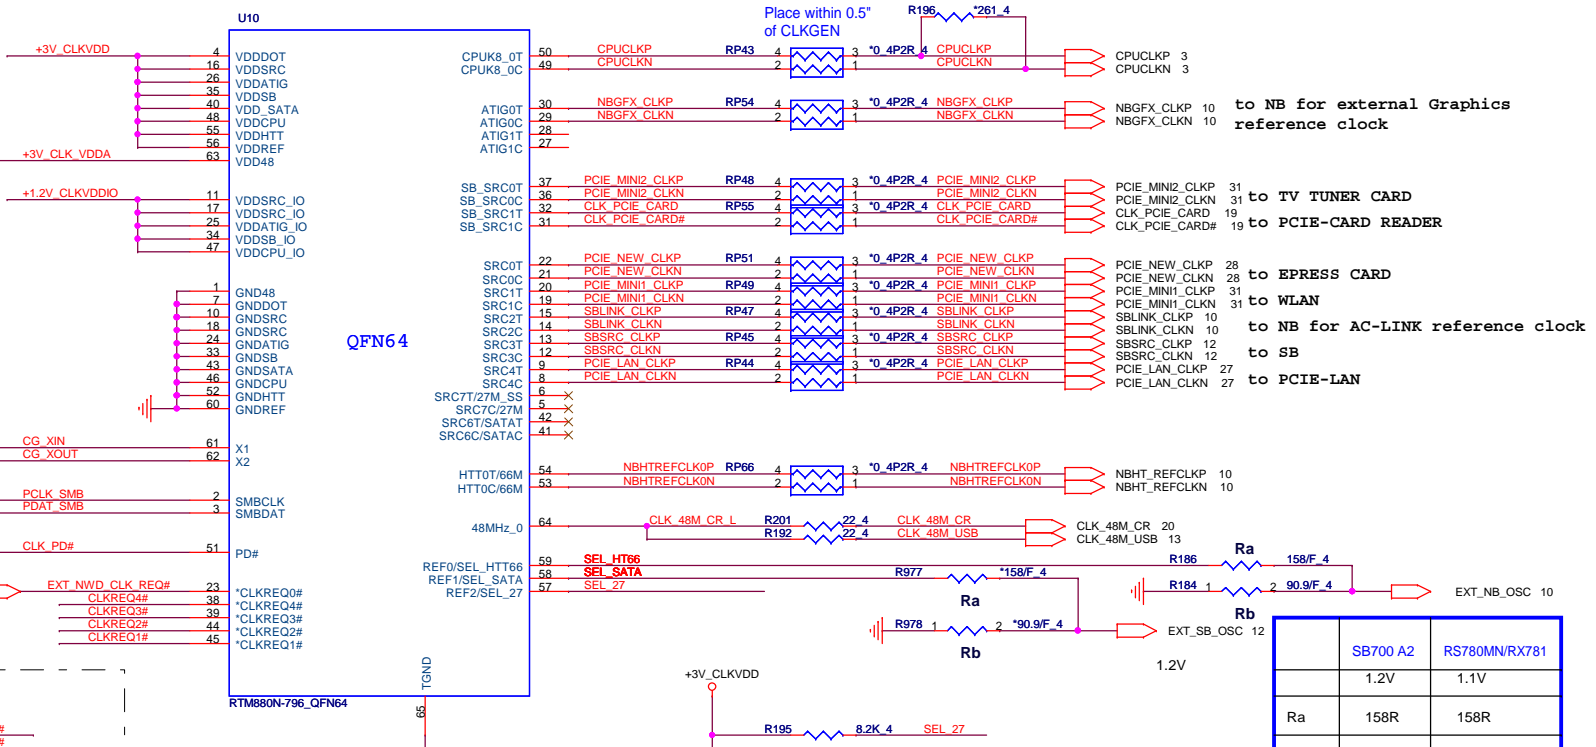 Place within 0.5"
of CLKGEN
R196 *261_4
U10
+3V_CLKVDD 4 VDDDOT
16 VDDSRC
26 VDDATIG
35 VDDSB
40 VDD_SATA
48 VDDCPU
55 VDDHTT
56 VDDREF
+3V_CLK_VDDA 63 VDD48
+1.2V_CLKVDDIO 11 VDDSRC_IO
17 VDDSRC_IO
25 VDDATIG_IO
34 VDDSB_IO
47 VDDCPU_IO
1 GND48
7 GNDDOT
10 GNDSRC
18 GNDSRC
24 GNDATIG
33 GNDSB
43 GNDSATA
46 GNDCPU
52 GNDHTT
60 GNDREF
CG_XIN 61 X1
CG_XOUT 62 X2
PCLK_SMB 2 SMBCLK
PDAT_SMB 3 SMBDAT
CLK_PD# 51 PD#
EXT_NWD_CLK_REQ# 23 *CLKREQ0#
CLKREQ4# 38 *CLKREQ4#
CLKREQ3# 39 *CLKREQ3#
CLKREQ2# 44 *CLKREQ2#
CLKREQ1# 45 *CLKREQ1#
QFN64
TGND
65
RTM880N-796_QFN64
CPUK8_0T 50 CPUCLKP RP43 4 3 *0_4P2R_4 CPUCLKP CPUCLKP 3
CPUK8_0C 49 CPUCLKN 2 1 CPUCLKN CPUCLKN 3
ATIG0T 30 NBGFX_CLKP RP54 4 3 *0_4P2R_4 NBGFX_CLKP NBGFX_CLKP 10
ATIG0C 29 NBGFX_CLKN 2 1 NBGFX_CLKN NBGFX_CLKN 10
to NB for external Graphics
reference clock
ATIG1T 28
ATIG1C 27
SB_SRC0T 37 PCIE_MINI2_CLKP RP48 4 3 *0_4P2R_4 PCIE_MINI2_CLKP PCIE_MINI2_CLKP 31
SB_SRC0C 36 PCIE_MINI2_CLKN 2 1 PCIE_MINI2_CLKN PCIE_MINI2_CLKN 31 to TV TUNER CARD
SB_SRC1T 32 CLK_PCIE_CARD RP55 4 3 *0_4P2R_4 CLK_PCIE_CARD CLK_PCIE_CARD 19
SB_SRC1C 31 CLK_PCIE_CARD# 2 1 CLK_PCIE_CARD# CLK_PCIE_CARD# 19 to PCIE-CARD READER
SRC0T 22 PCIE_NEW_CLKP RP51 4 3 *0_4P2R_4 PCIE_NEW_CLKP PCIE_NEW_CLKP 28
SRC0C 21 PCIE_NEW_CLKN 2 1 PCIE_NEW_CLKN PCIE_NEW_CLKN 28 to EPRESS CARD
SRC1T 20 PCIE_MINI1_CLKP RP49 4 3 *0_4P2R_4 PCIE_MINI1_CLKP PCIE_MINI1_CLKP 31
SRC1C 19 PCIE_MINI1_CLKN 2 1 PCIE_MINI1_CLKN PCIE_MINI1_CLKN 31 to WLAN
SRC2T 15 SBLINK_CLKP RP47 4 3 *0_4P2R_4 SBLINK_CLKP SBLINK_CLKP 10
SRC2C 14 SBLINK_CLKN 2 1 SBLINK_CLKN SBLINK_CLKN 10 to NB for AC-LINK reference clock
SRC3T 13 SBSRC_CLKP RP45 4 3 *0_4P2R_4 SBSRC_CLKP SBSRC_CLKP 12
SRC3C 12 SBSRC_CLKN 2 1 SBSRC_CLKN SBSRC_CLKN 12 to SB
SRC4T 9 PCIE_LAN_CLKP RP44 4 3 *0_4P2R_4 PCIE_LAN_CLKP PCIE_LAN_CLKP 27
SRC4C 8 PCIE_LAN_CLKN 2 1 PCIE_LAN_CLKN PCIE_LAN_CLKN 27 to PCIE-LAN
SRC7T/27M_SS 6
SRC7C/27M 5
SRC6T/SATAT 42
SRC6C/SATAC 41
HTT0T/66M 54 NBHTREFCLK0P RP66 4 3 *0_4P2R_4 NBHTREFCLK0P NBHT_REFCLKP 10
HTT0C/66M 53 NBHTREFCLK0N 2 1 NBHTREFCLK0N NBHT_REFCLKN 10
48MHz_0 64 CLK_48M_CR_L R201 22_4 CLK_48M_CR CLK_48M_CR 20
R192 22_4 CLK_48M_USB CLK_48M_USB 13
REF0/SEL_HTT66 59 SEL_HT66 R186 Ra 158/F_4
REF1/SEL_SATA 58 SEL_SATA R977 *158/F_4
Ra
REF2/SEL_27 57 SEL_27
R184 1 2 90.9/F_4 EXT_NB_OSC 10
Rb
R978 1 2 *90.9/F_4 EXT_SB_OSC 12
Rb
1.2V
+3V_CLKVDD
R195 8.2K_4 SEL_27
SB700 A2 RS780MN/RX781
1.2V 1.1V
Ra 158R 158R
#
#